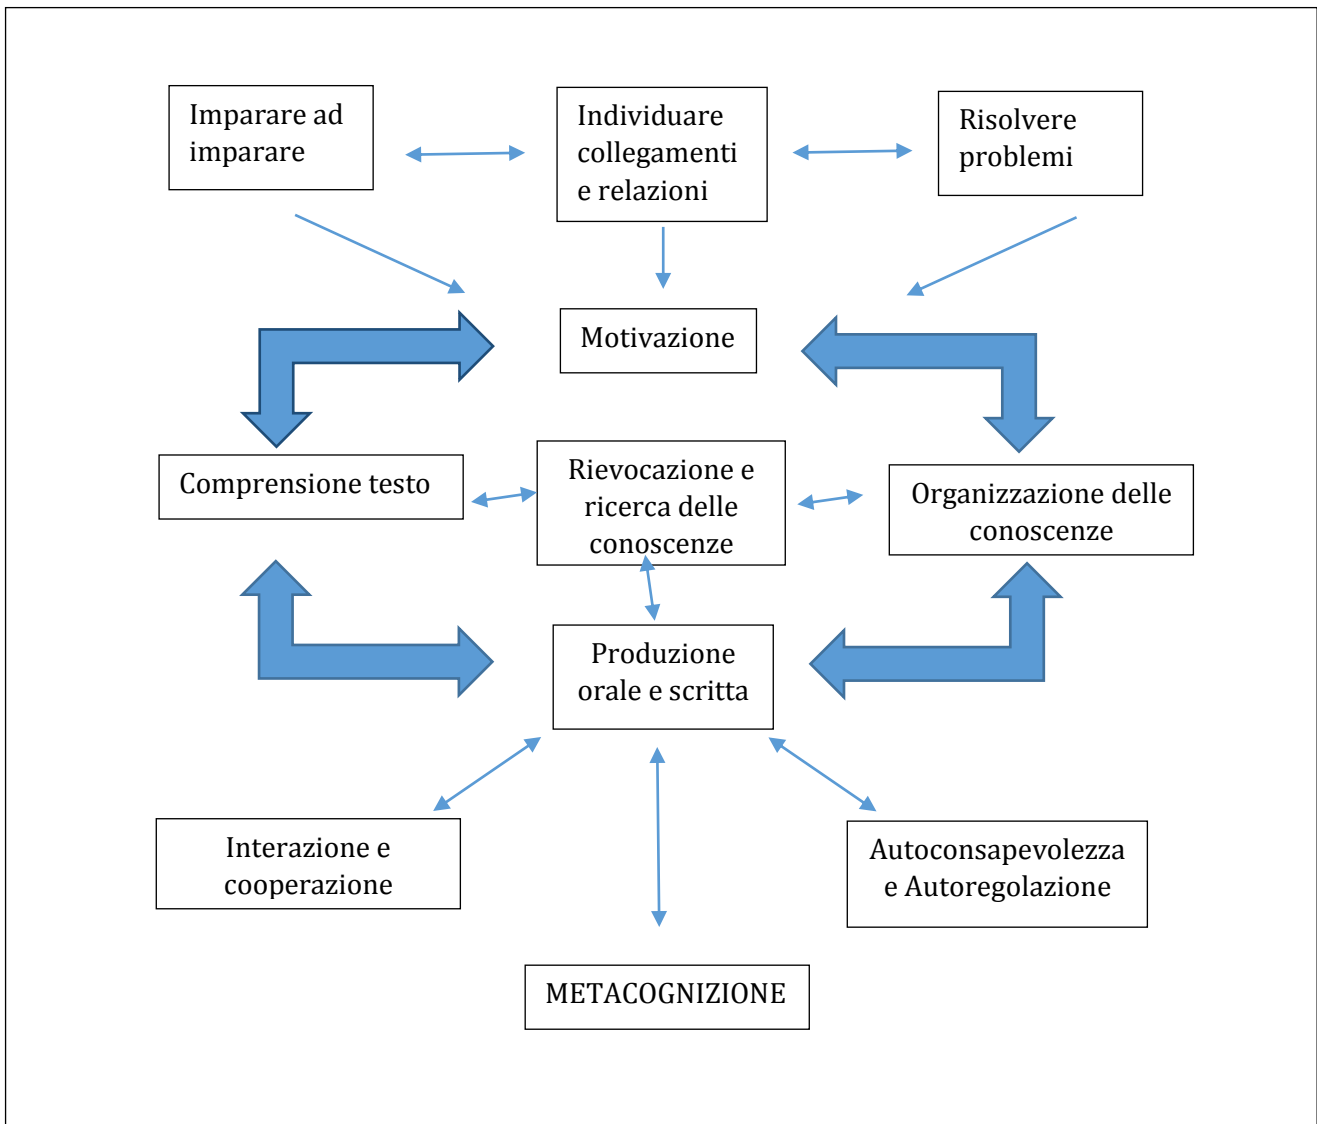 Imparare ad
imparare
Individuare
collegamenti
e relazioni
Risolvere
problemi
Motivazione
Comprensione testo
Rievocazione e
ricerca delle
conoscenze
Organizzazione delle
conoscenze
Produzione
orale e scritta
Interazione e
cooperazione
Autoconsapevolezza
e Autoregolazione
METACOGNIZIONE